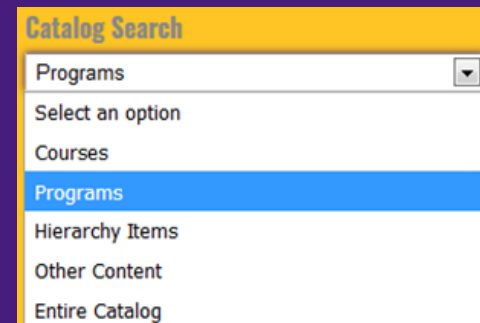 Catalog Search
Programs
Select an option
Courses
Programs
Hierarchy Items
Other Content
Entire Catalog